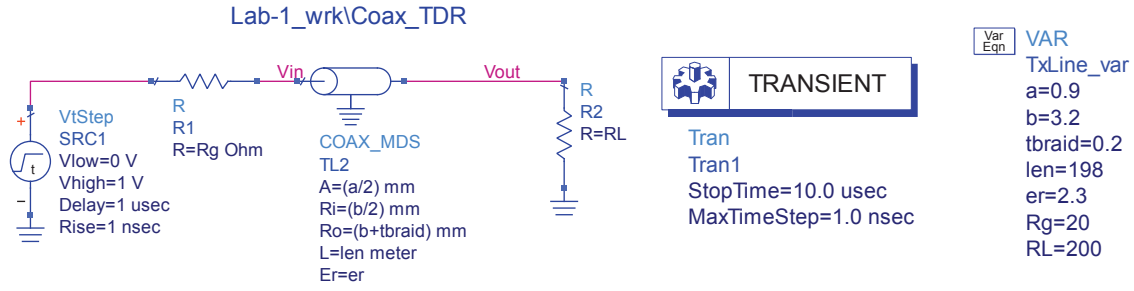 Lab-1_wrk\Coax_TDR
Vin
Vout
+
t
−
VtStep
SRC1
Vlow=0 V
Vhigh=1 V
Delay=1 usec
Rise=1 nsec
R
R1
R=Rg Ohm
COAX_MDS
TL2
A=(a/2) mm
Ri=(b/2) mm
Ro=(b+tbraid) mm
L=len meter
Er=er
R
R2
R=RL
TRANSIENT
Tran
Tran1
StopTime=10.0 usec
MaxTimeStep=1.0 nsec
Var
Eqn
VAR
TxLine_var
a=0.9
b=3.2
tbraid=0.2
len=198
er=2.3
Rg=20
RL=200